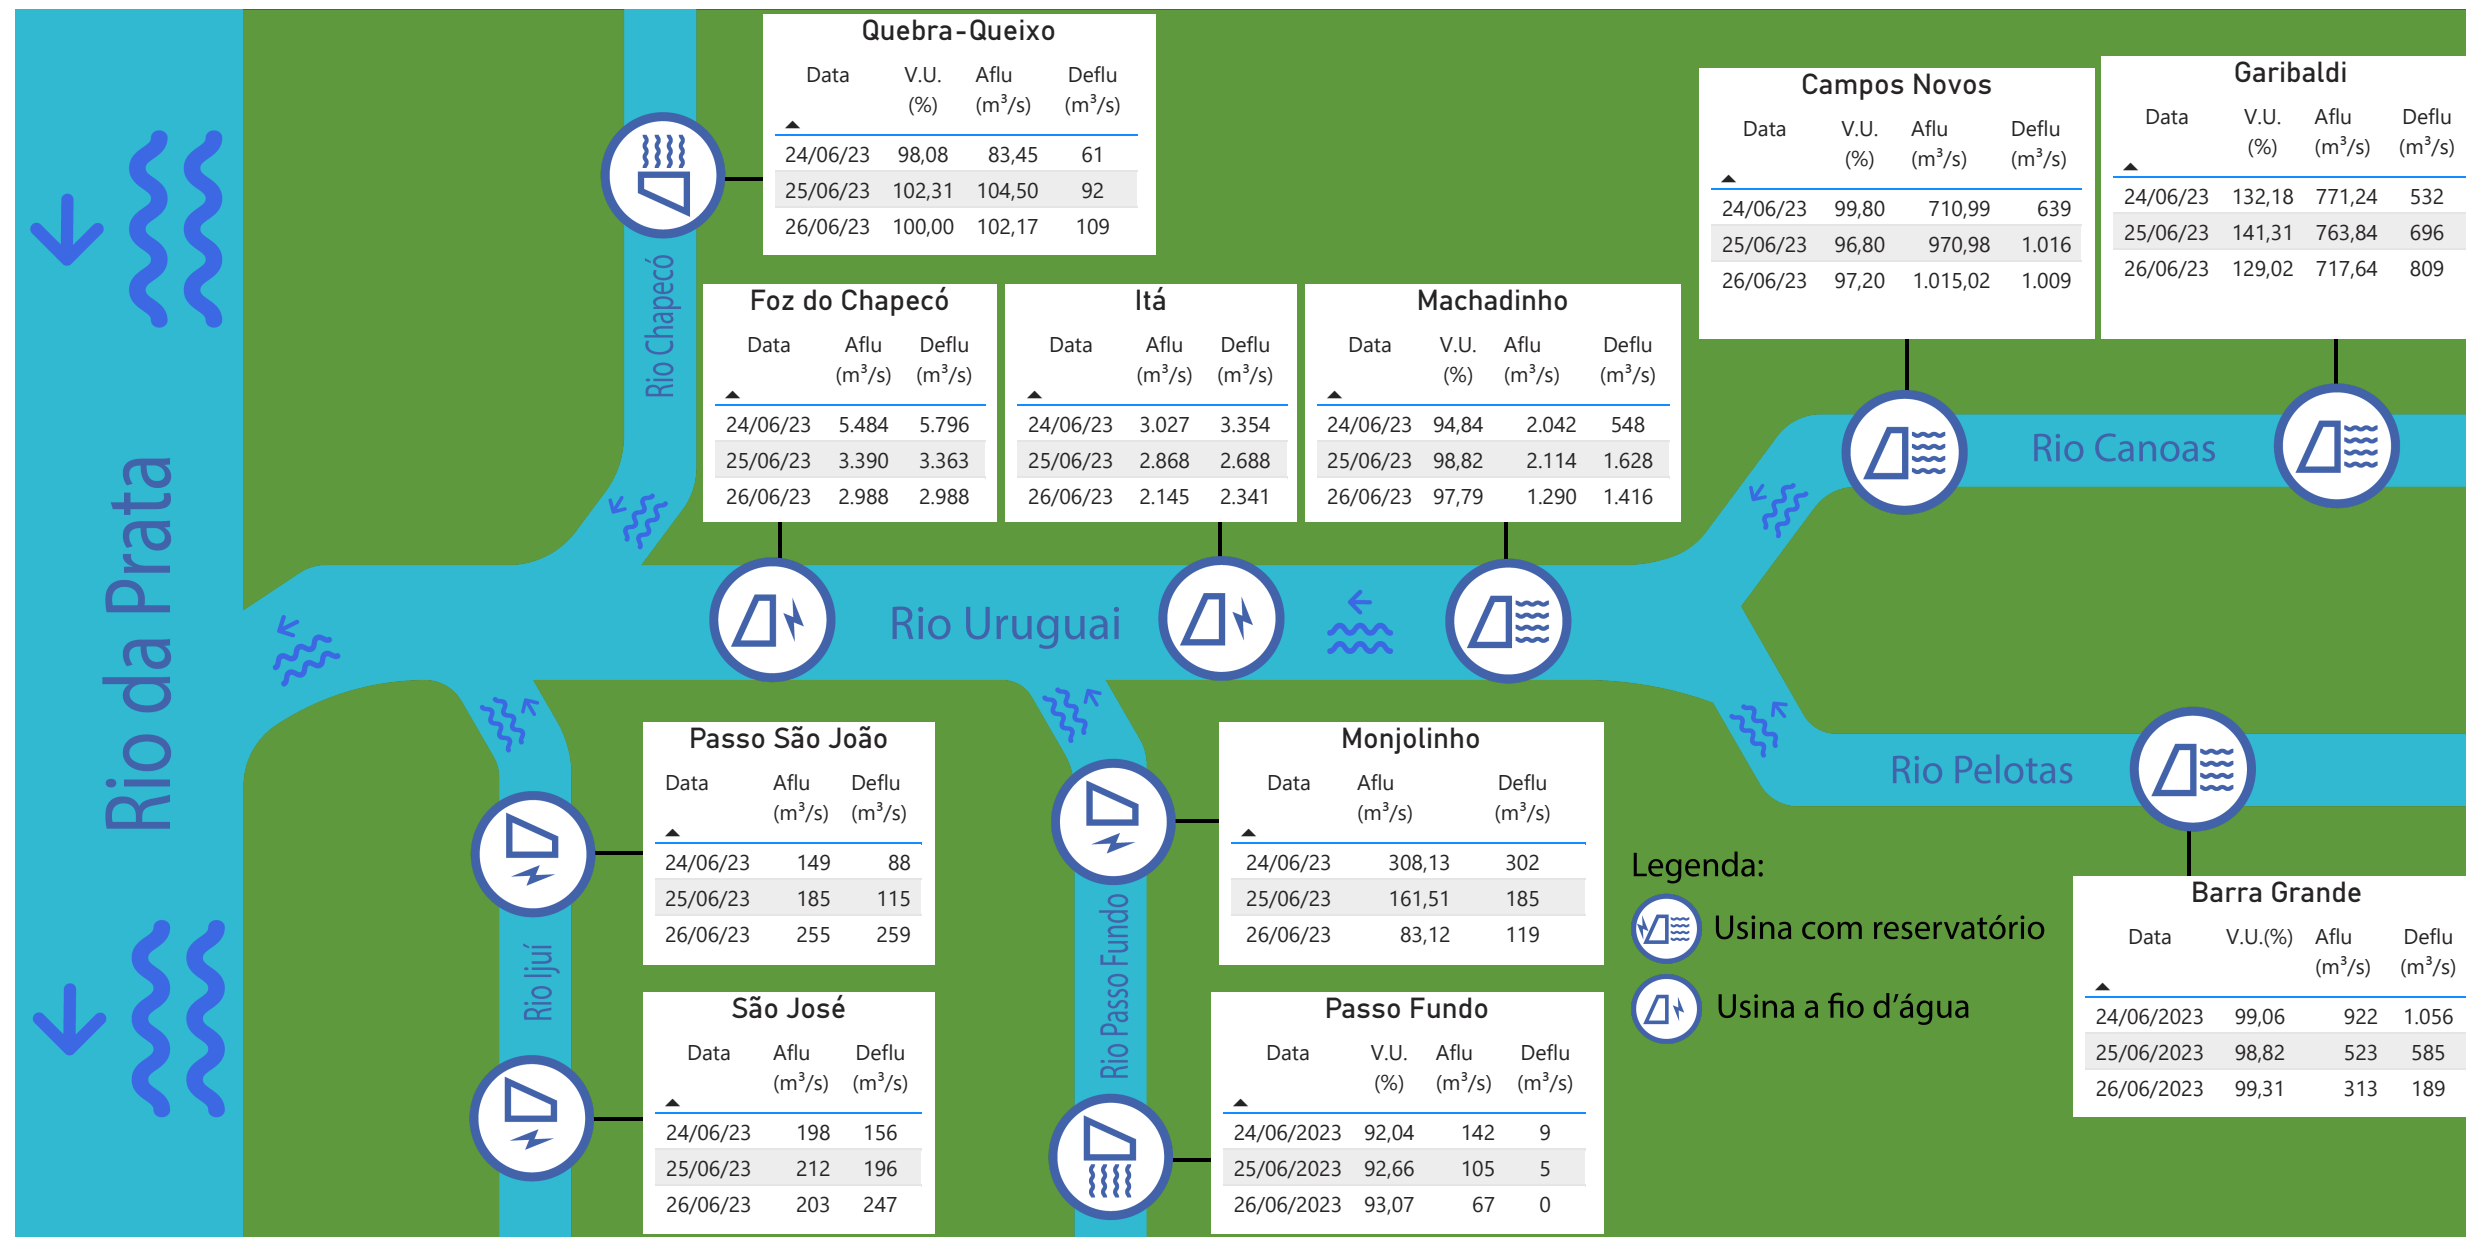 Rio da Prata
Quebra-Queixo
Data V.U. Aflu Deflu
(%) (m³/s) (m³/s)
24/06/23 98,08 83,45 61
25/06/23 102,31 104,50 92
26/06/23 100,00 102,17 109
Rio Chapecó
Campos Novos
Data V.U. Aflu Deflu
(%) (m³/s) (m³/s)
24/06/23 99,80 710,99 639
25/06/23 96,80 970,98 1.016
26/06/23 97,20 1.015,02 1.009
Garibaldi
Data V.U. Aflu Deflu
(%) (m³/s) (m³/s)
24/06/23 132,18 771,24 532
25/06/23 141,31 763,84 696
26/06/23 129,02 717,64 809
Foz do Chapecó
Data Aflu Deflu
(m³/s) (m³/s)
24/06/23 5.484 5.796
25/06/23 3.390 3.363
26/06/23 2.988 2.988
Itá
Data Aflu Deflu
(m³/s) (m³/s)
24/06/23 3.027 3.354
25/06/23 2.868 2.688
26/06/23 2.145 2.341
Machadinho
Data V.U. Aflu Deflu
(%) (m³/s) (m³/s)
24/06/23 94,84 2.042 548
25/06/23 98,82 2.114 1.628
26/06/23 97,79 1.290 1.416
Rio Canoas
Rio Uruguai
Rio Pelotas
Passo São João
Data Aflu Deflu
(m³/s) (m³/s)
24/06/23 149 88
25/06/23 185 115
26/06/23 255 259
Rio Ijuí
São José
Data Aflu Deflu
(m³/s) (m³/s)
24/06/23 198 156
25/06/23 212 196
26/06/23 203 247
Monjolinho
Data Aflu Deflu
(m³/s) (m³/s)
24/06/23 308,13 302
25/06/23 161,51 185
26/06/23 83,12 119
Rio Passo Fundo
Passo Fundo
Data V.U. Aflu Deflu
(%) (m³/s) (m³/s)
24/06/2023 92,04 142 9
25/06/2023 92,66 105 5
26/06/2023 93,07 67 0
Legenda:
Usina com reservatório
Usina a fio d'água
Barra Grande
Data V.U.(%) Aflu Deflu
(m³/s) (m³/s)
24/06/2023 99,06 922 1.056
25/06/2023 98,82 523 585
26/06/2023 99,31 313 189